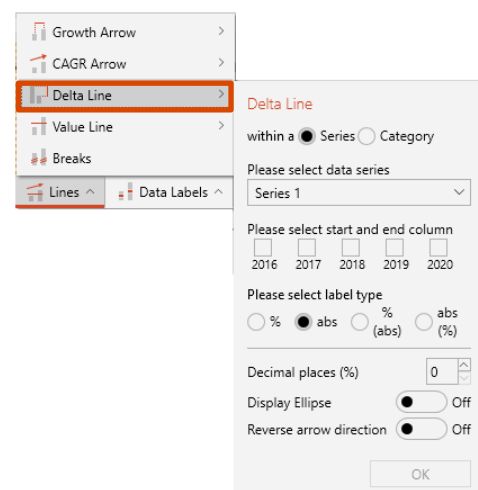 Growth Arrow
CAGR Arrow
Delta Line
Value Line
Breaks
Lines Data Labels
Delta Line
within a Series Category
Please select data series
Series 1
Please select start and end column
2016 2017 2018 2019 2020
Please select label type
% abs % (abs) abs (%)
Decimal places (%) 0
Display Ellipse Off
Reverse arrow direction Off
OK